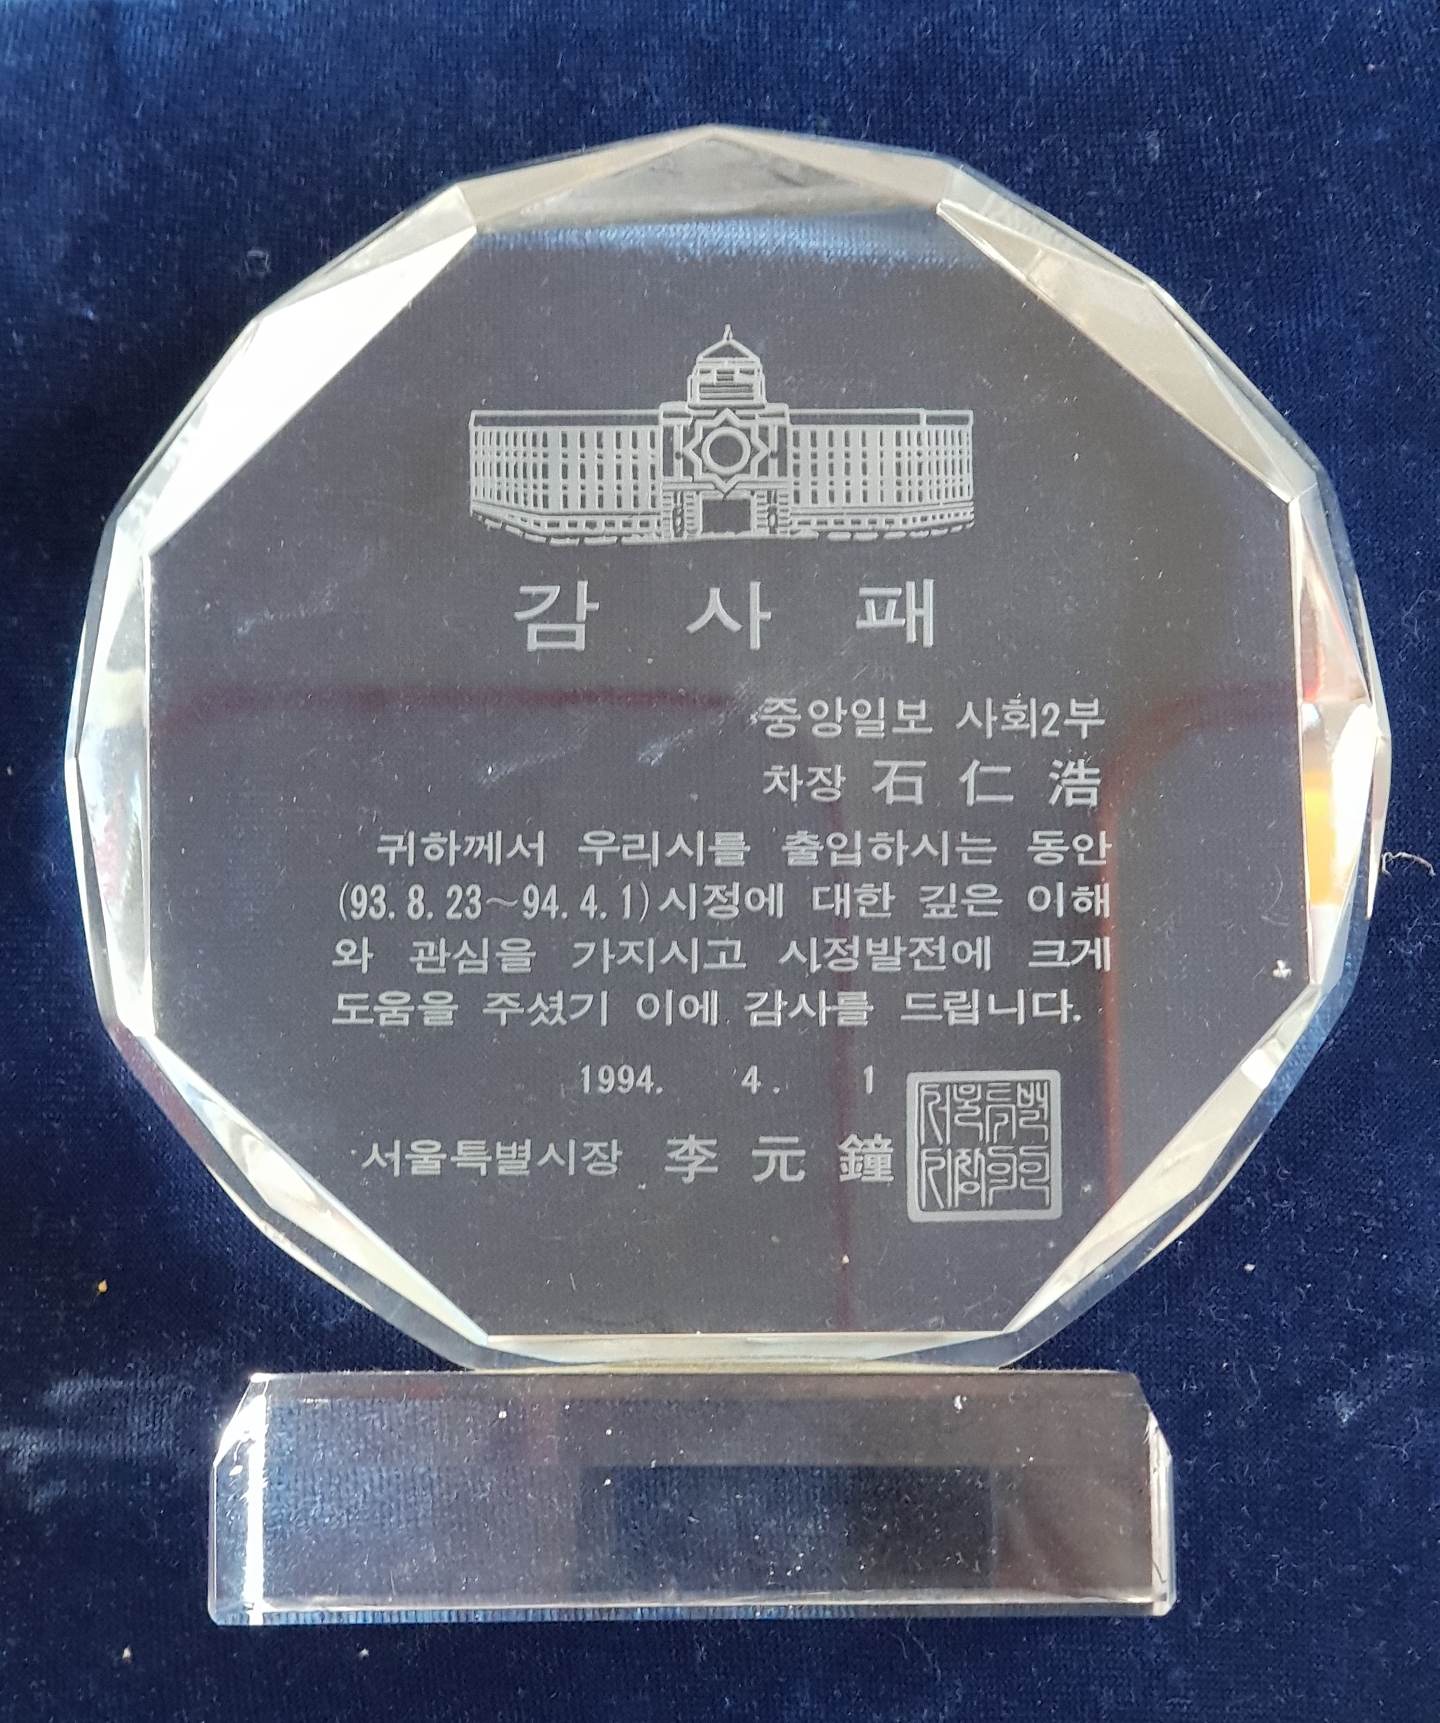 감 사 패
중앙일보 사회2부
차장 石 仁 浩
귀하께서 우리시를 출입하시는 동안
(93.8.23~94.4.1)시정에 대한 깊은 이해
와 관심을 가지시고 시정발전에 크게
도움을 주셨기 이에 감사를 드립니다.
1994. 4. 1
서울특별시장 李 元 鐘